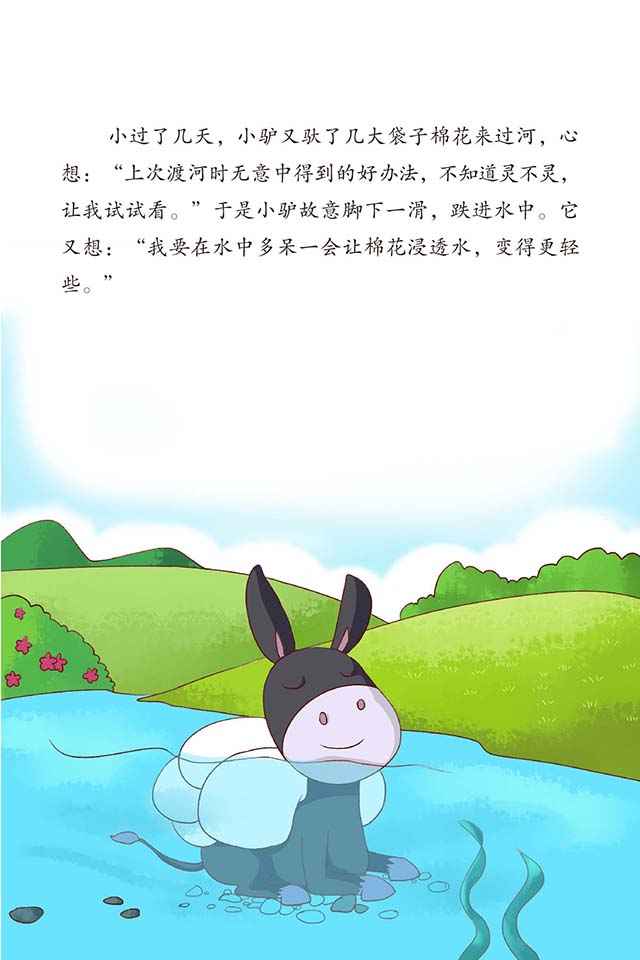 小过了几天，小驴又驮了几大袋子棉花来过河，心
想：“上次渡河时无意中得到的好办法，不知道灵不灵，
让我试试看。”于是小驴故意脚下一滑，跌进水中。它
又想：“我要在水中多呆一会让棉花浸透水，变得更轻
些。”